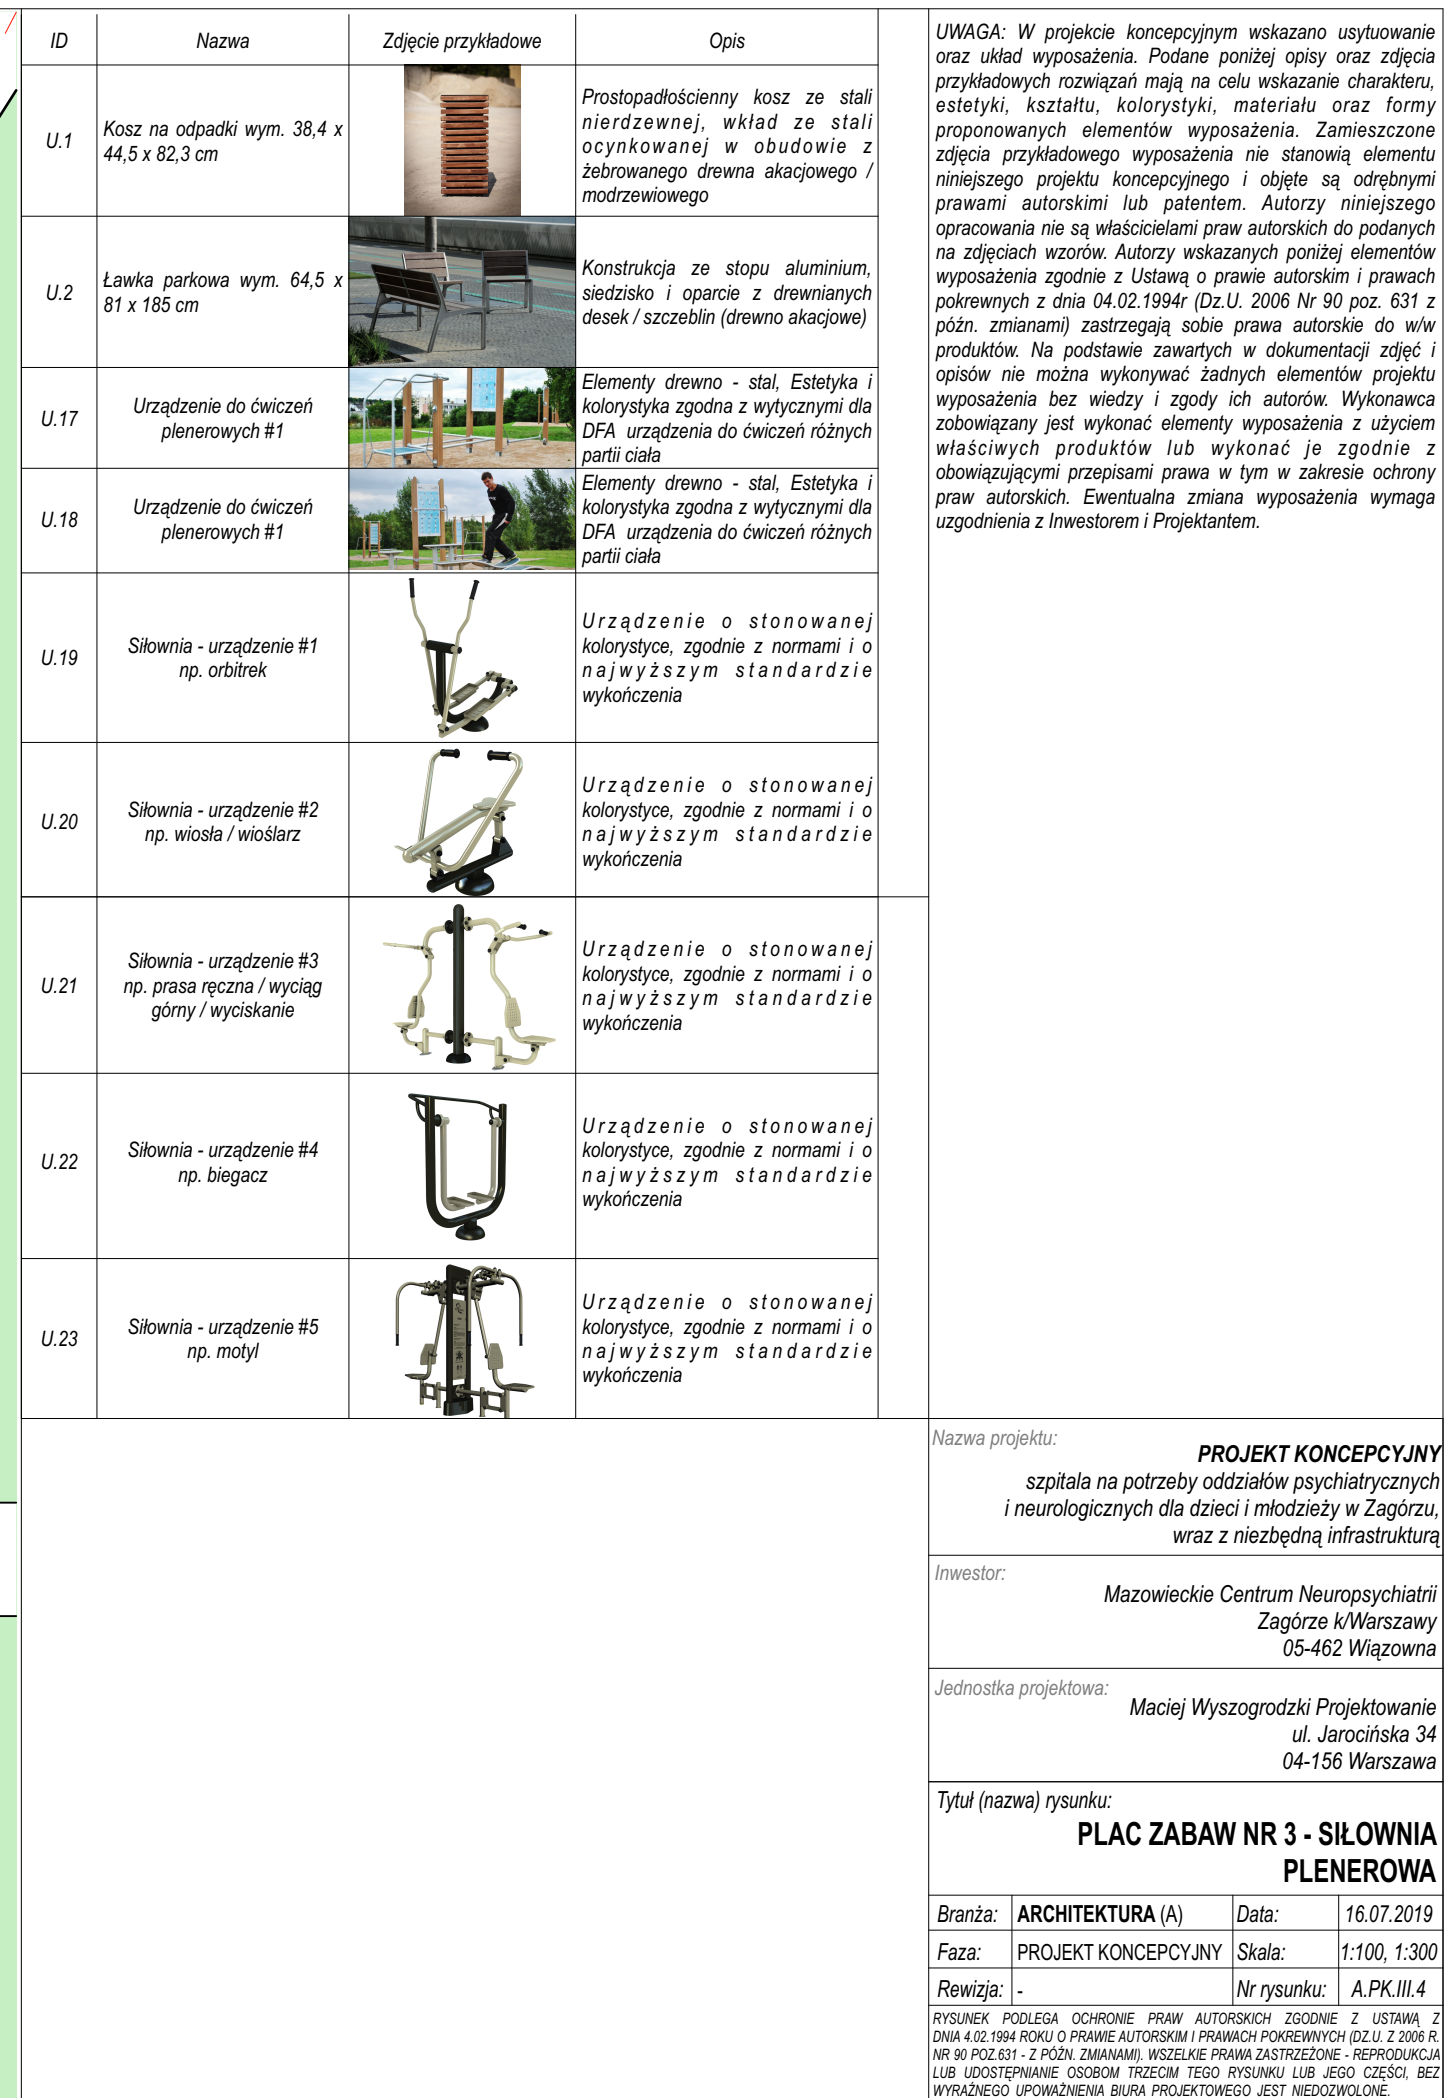 ID
Nazwa
Zdjęcie przykładowe
Opis
U.1
Kosz na odpadki wym. 38,4 x
44,5 x 82,3 cm
Prostopadłościenny kosz ze stali
nierdzewnej, wkład ze stali
ocynkowanej w obudowie z
żebrowanego drewna akacjowego /
modrzewiowego
U.2
Ławka parkowa wym. 64,5 x
81 x 185 cm
Konstrukcja ze stopu aluminium,
siedzisko i oparcie z drewnianych
desek / szczeblin (drewno akacjowe)
U.17
Urządzenie do ćwiczeń
plenerowych #1
Elementy drewno - stal, Estetyka i
kolorystyka zgodna z wytycznymi dla
DFA urządzenia do ćwiczeń różnych
partii ciała
U.18
Urządzenie do ćwiczeń
plenerowych #1
Elementy drewno - stal, Estetyka i
kolorystyka zgodna z wytycznymi dla
DFA urządzenia do ćwiczeń różnych
partii ciała
U.19
Siłownia - urządzenie #1
np. orbitrek
Urządzenie o stonowanej
kolorystyce, zgodnie z normami i o
najwyższym standardzie
wykończenia
U.20
Siłownia - urządzenie #2
np. wiosła / wioślarz
Urządzenie o stonowanej
kolorystyce, zgodnie z normami i o
najwyższym standardzie
wykończenia
U.21
Siłownia - urządzenie #3
np. prasa ręczna / wyciąg
górny / wyciskanie
Urządzenie o stonowanej
kolorystyce, zgodnie z normami i o
najwyższym standardzie
wykończenia
U.22
Siłownia - urządzenie #4
np. biegacz
Urządzenie o stonowanej
kolorystyce, zgodnie z normami i o
najwyższym standardzie
wykończenia
U.23
Siłownia - urządzenie #5
np. motyl
Urządzenie o stonowanej
kolorystyce, zgodnie z normami i o
najwyższym standardzie
wykończenia
UWAGA: W projekcie koncepcyjnym wskazano usytuowanie
oraz układ wyposażenia. Podane poniżej opisy oraz zdjęcia
przykładowych rozwiązań mają na celu wskazanie charakteru,
estetyki, kształtu, kolorystyki, materiału oraz formy
proponowanych elementów wyposażenia. Zamieszczone
zdjęcia przykładowego wyposażenia nie stanowią elementu
niniejszego projektu koncepcyjnego i objęte są odrębnymi
prawami autorskimi lub patentem. Autorzy niniejszego
opracowania nie są właścicielami praw autorskich do podanych
na zdjęciach wzorów. Autorzy wskazanych poniżej elementów
wyposażenia zgodnie z Ustawą o prawie autorskim i prawach
pokrewnych z dnia 04.02.1994r (Dz.U. 2006 Nr 90 poz. 631 z
późn. zmianami) zastrzegają sobie prawa autorskie do w/w
produktów. Na podstawie zawartych w dokumentacji zdjęć i
opisów nie można wykonywać żadnych elementów projektu
wyposażenia bez wiedzy i zgody ich autorów. Wykonawca
zobowiązany jest wykonać elementy wyposażenia z użyciem
właściwych produktów lub wykonać je zgodnie z
obowiązującymi przepisami prawa w tym w zakresie ochrony
praw autorskich. Ewentualna zmiana wyposażenia wymaga
uzgodnienia z Inwestorem i Projektantem.
Nazwa projektu:
PROJEKT KONCEPCYJNY
szpitala na potrzeby oddziałów psychiatrycznych
i neurologicznych dla dzieci i młodzieży w Zagórzu,
wraz z niezbędną infrastrukturą
Inwestor:
Mazowieckie Centrum Neuropsychiatrii
Zagórze k/Warszawy
05-462 Wiązowna
Jednostka projektowa:
Maciej Wyszogrodzki Projektowanie
ul. Jarocińska 34
04-156 Warszawa
Tytuł (nazwa) rysunku:
PLAC ZABAW NR 3 - SIŁOWNIA
PLENEROWA
Branża: ARCHITEKTURA (A) Data: 16.07.2019
Faza: PROJEKT KONCEPCYJNY Skala: 1:100, 1:300
Rewizja: - Nr rysunku: A.PK.III.4
RYSUNEK PODLEGA OCHRONIE PRAW AUTORSKICH ZGODNIE Z USTAWĄ Z
DNIA 4.02.1994 ROKU O PRAWIE AUTORSKIM I PRAWACH POKREWNYCH (DZ.U. Z 2006 R.
NR 90 POZ.631 - Z PÓŹN. ZMIANAMI). WSZELKIE PRAWA ZASTRZEŻONE - REPRODUKCJA
LUB UDOSTĘPNIANIE OSOBOM TRZECIM TEGO RYSUNKU LUB JEGO CZĘŚCI, BEZ
WYRAŹNEGO UPOWAŻNIENIA BIURA PROJEKTOWEGO JEST NIEDOZWOLONE.